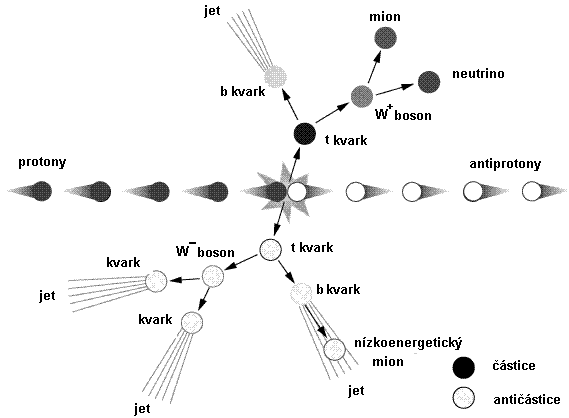 jet
mion
neutrino
b kvark
W+ boson
t kvark
protony
antiprotony
W− boson
t kvark
kvark
b kvark
jet
kvark
nízkoenergetický
mion
jet
jet
částice
antičástice